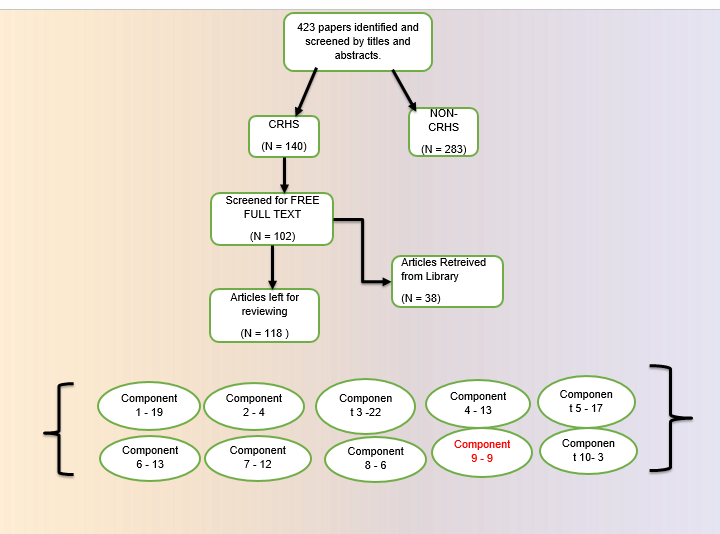 423 papers identified and
screened by titles and
abstracts.
CRHS
(N = 140)
NON-
CRHS
(N = 283)
Screened for FREE
FULL TEXT
(N = 102)
Articles Retreived
from Library
(N = 38)
Articles left for
reviewing
(N = 118 )
Component
1 - 19
Component
2 - 4
Componen
t 3 -22
Component
4 - 13
Componen
t 5 - 17
Component
6 - 13
Component
7 - 12
Component
8 - 6
Component
9 - 9
Componen
t 10- 3